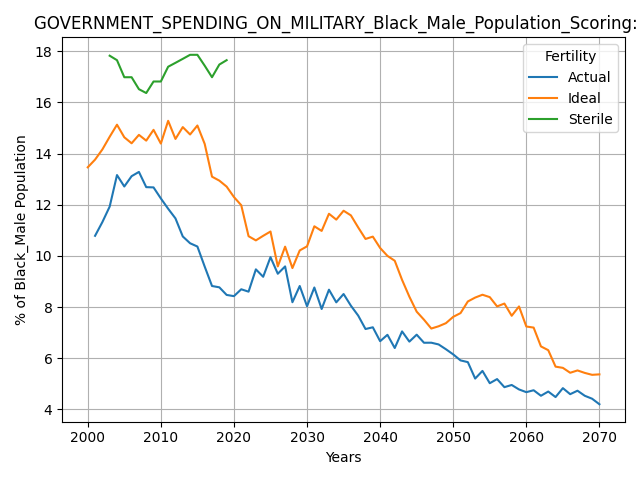 GOVERNMENT_SPENDING_ON_MILITARY_Black_Male_Population_Scoring:
Fertility
Actual
Ideal
Sterile
% of Black_Male Population
18
16
14
12
10
8
6
4
2000 2010 2020 2030 2040 2050 2060 2070
Years